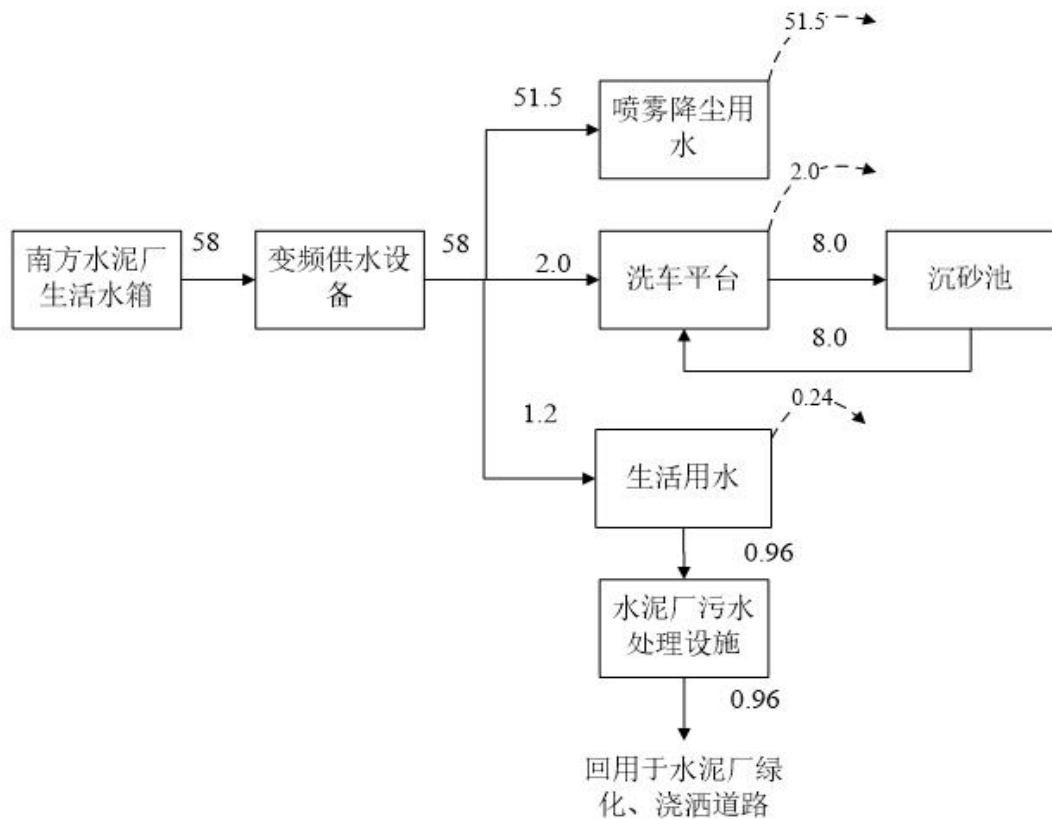 51.5
51.5
喷雾降尘用
水
2.0
南方水泥厂
生活水箱
58
变频供水设
备
58
2.0
洗车平台
8.0
沉砂池
8.0
0.24
1.2
生活用水
0.96
水泥厂污水
处理设施
0.96
回用于水泥厂绿
化、浇洒道路